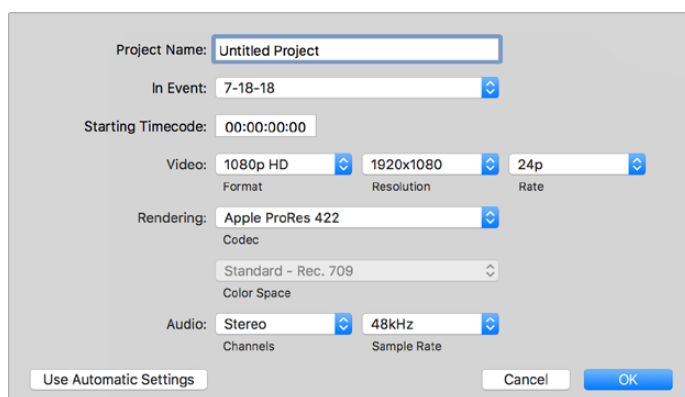 Project Name: Untitled Project
In Event: 7-18-18
Starting Timecode: 00:00:00:00
Video: 1080p HD 1920x1080 24p
Format Resolution Rate
Rendering: Apple ProRes 422
Codec
Standard - Rec. 709
Color Space
Audio: Stereo 48kHz
Channels Sample Rate
Use Automatic Settings Cancel OK